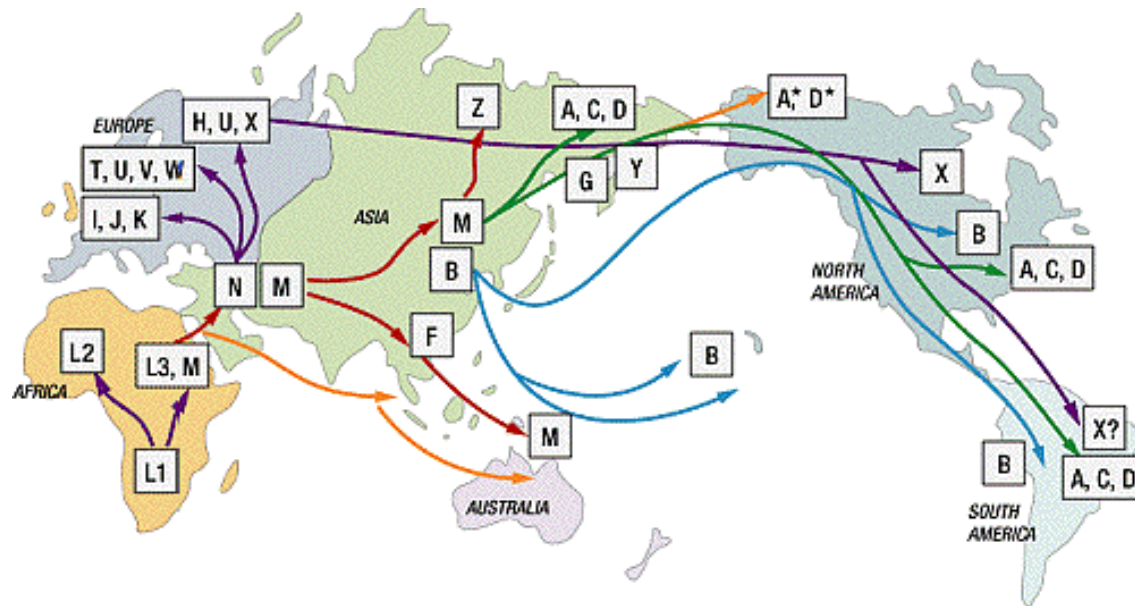 Z
A, C, D
A,* D*
H, U, X
EUROPE
T, U, V, W
G
Y
X
I, J, K
ASIA
M
B
B
A, C, D
NORTH
AMERICA
N
M
F
L2
L3, M
B
AFRICA
M
X?
L1
B
A, C, D
AUSTRALIA
SOUTH
AMERICA